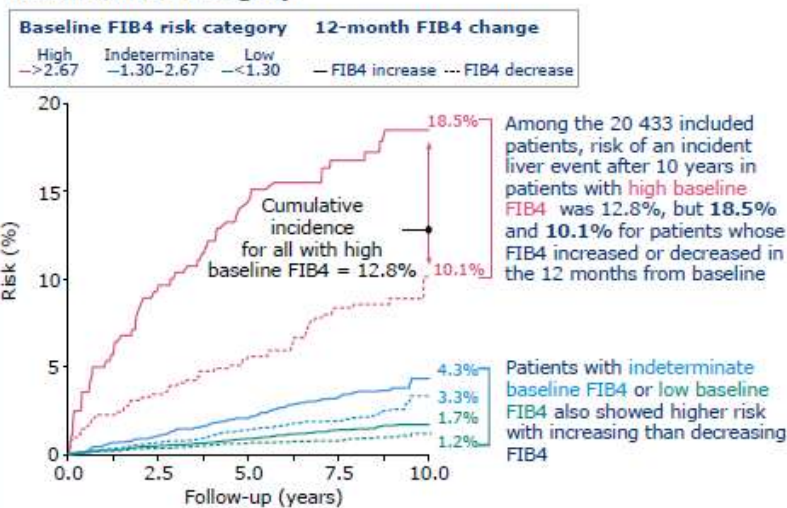 Baseline FIB4 risk category 12-month FIB4 change
High Indeterminate Low
>2.67 1.30–2.67 <1.30 FIB4 increase FIB4 decrease
20
15
10
5
0
Risk (%)
0.0 2.5 5.0 7.5 10.0
Follow-up (years)
18.5%
Cumulative
incidence
for all with high
baseline FIB4 = 12.8%
10.1%
4.3%
3.3%
1.7%
1.2%
Among the 20 433 included
patients, risk of an incident
liver event after 10 years in
patients with high baseline
FIB4 was 12.8%, but 18.5%
and 10.1% for patients whose
FIB4 increased or decreased in
the 12 months from baseline
Patients with indeterminate
baseline FIB4 or low baseline
FIB4 also showed higher risk
with increasing than decreasing
FIB4